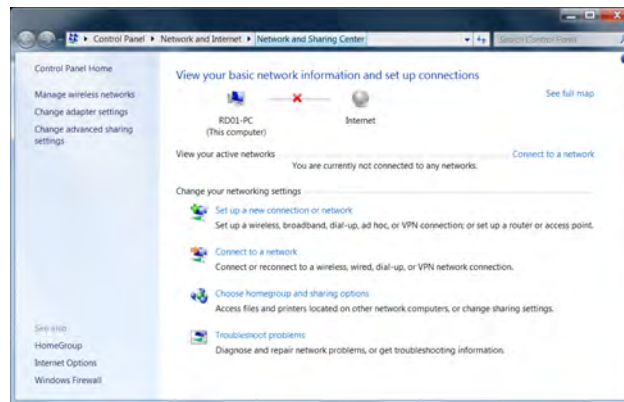 Control Panel ▸ Network and Internet ▸ Network and Sharing Center
Search Control Panel
Control Panel Home
Manage wireless networks
Change adapter settings
Change advanced sharing
settings
View your basic network information and set up connections
See full map
RD01-PC
(This computer)
Internet
View your active networks
Connect to a network
You are currently not connected to any networks.
Change your networking settings
Set up a new connection or network
Set up a wireless, broadband, dial-up, ad hoc, or VPN connection; or set up a router or access point.
Connect to a network
Connect or reconnect to a wireless, wired, dial-up, or VPN network connection.
Choose homegroup and sharing options
Access files and printers located on other network computers, or change sharing settings.
Troubleshoot problems
Diagnose and repair network problems, or get troubleshooting information.
See also
HomeGroup
Internet Options
Windows Firewall